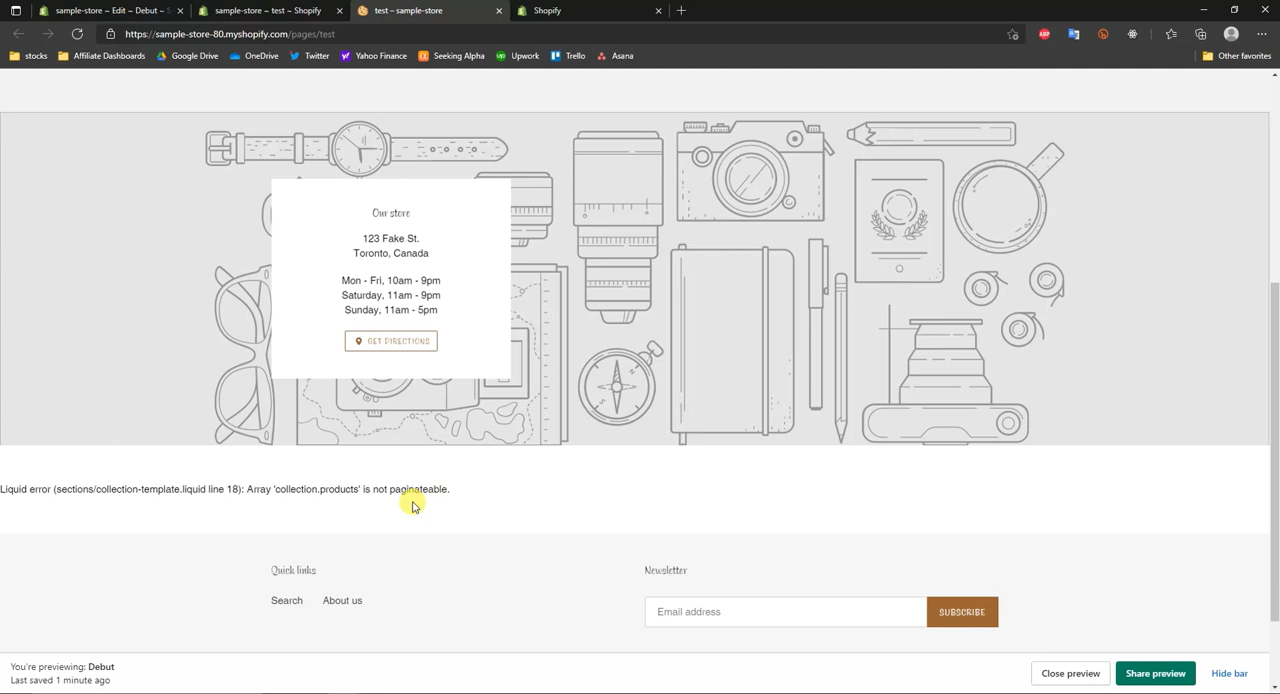 sample-store ~ Edit ~ Debut ~ S
sample-store ~ test ~ Shopify
test – sample-store
Shopify
https://sample-store-80.myshopify.com/pages/test
ABP
stocks
Affiliate Dashboards
Google Drive
OneDrive
Twitter
Yahoo Finance
Seeking Alpha
Upwork
Trello
Asana
Other favorites
Our store
123 Fake St.
Toronto, Canada
Mon - Fri, 10am - 9pm
Saturday, 11am - 9pm
Sunday, 11am - 5pm
GET DIRECTIONS
Liquid error (sections/collection-template.liquid line 18): Array 'collection.products' is not paginateable.
Quick links
Newsletter
Search
About us
Email address
SUBSCRIBE
You're previewing: Debut
Last saved 1 minute ago
Close preview
Share preview
Hide bar